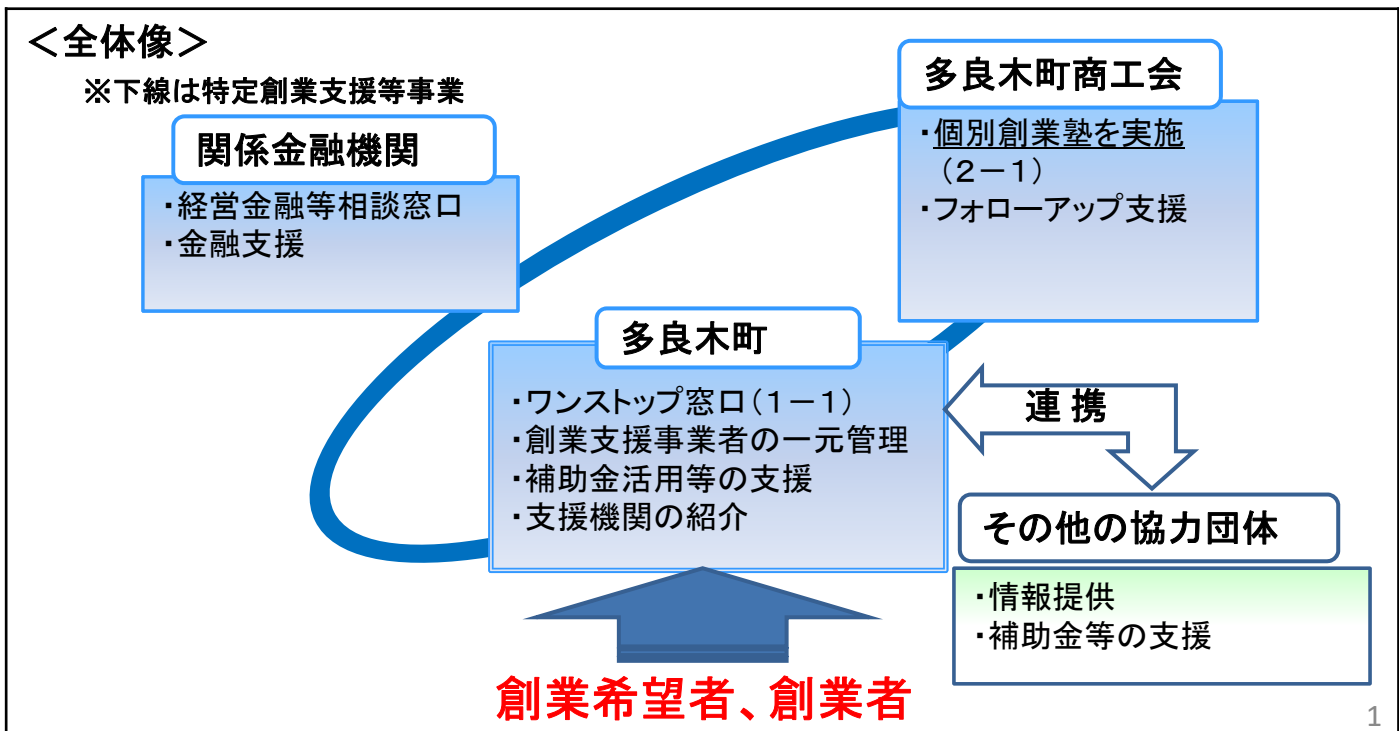 ＜全体像＞
※下線は特定創業支援等事業
関係金融機関
・経営金融等相談窓口
・金融支援
多良木町商工会
・個別創業塾を実施
（２－１）
・フォローアップ支援
多良木町
・ワンストップ窓口（１－１）
・創業支援事業者の一元管理
・補助金活用等の支援
・支援機関の紹介
連 携
その他の協力団体
・情報提供
・補助金等の支援
創業希望者、創業者
1